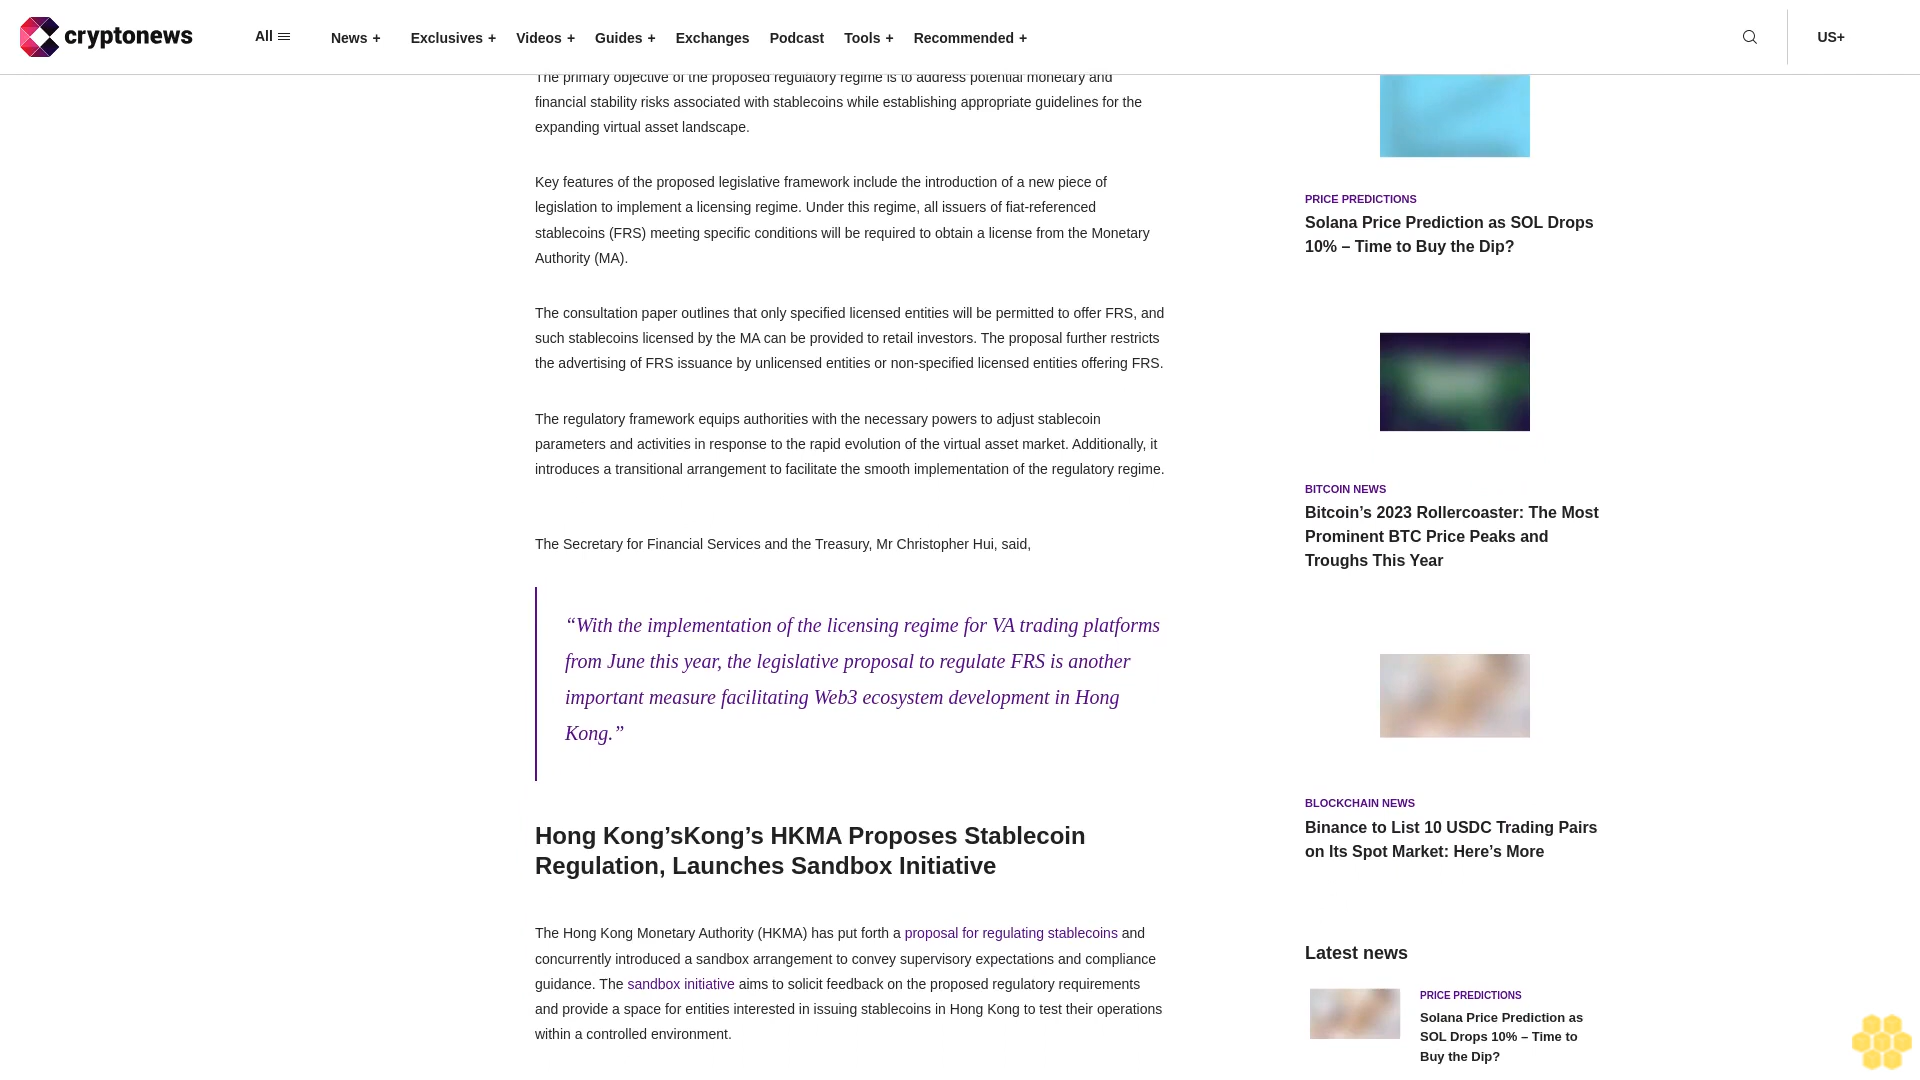 cryptonews
All
News +
Exclusives +
Videos +
Guides +
Exchanges
Podcast
Tools +
Recommended +
US+
The primary objective of the proposed regulatory regime is to address potential monetary and
financial stability risks associated with stablecoins while establishing appropriate guidelines for the
expanding virtual asset landscape.
Key features of the proposed legislative framework include the introduction of a new piece of
legislation to implement a licensing regime. Under this regime, all issuers of fiat-referenced
stablecoins (FRS) meeting specific conditions will be required to obtain a license from the Monetary
Authority (MA).
The consultation paper outlines that only specified licensed entities will be permitted to offer FRS, and
such stablecoins licensed by the MA can be provided to retail investors. The proposal further restricts
the advertising of FRS issuance by unlicensed entities or non-specified licensed entities offering FRS.
The regulatory framework equips authorities with the necessary powers to adjust stablecoin
parameters and activities in response to the rapid evolution of the virtual asset market. Additionally, it
introduces a transitional arrangement to facilitate the smooth implementation of the regulatory regime.
The Secretary for Financial Services and the Treasury, Mr Christopher Hui, said,
“With the implementation of the licensing regime for VA trading platforms
from June this year, the legislative proposal to regulate FRS is another
important measure facilitating Web3 ecosystem development in Hong
Kong.”
Hong Kong’sKong’s HKMA Proposes Stablecoin
Regulation, Launches Sandbox Initiative
The Hong Kong Monetary Authority (HKMA) has put forth a proposal for regulating stablecoins and
concurrently introduced a sandbox arrangement to convey supervisory expectations and compliance
guidance. The sandbox initiative aims to solicit feedback on the proposed regulatory requirements
and provide a space for entities interested in issuing stablecoins in Hong Kong to test their operations
within a controlled environment.
PRICE PREDICTIONS
Solana Price Prediction as SOL Drops
10% – Time to Buy the Dip?
BITCOIN NEWS
Bitcoin’s 2023 Rollercoaster: The Most
Prominent BTC Price Peaks and
Troughs This Year
BLOCKCHAIN NEWS
Binance to List 10 USDC Trading Pairs
on Its Spot Market: Here’s More
Latest news
PRICE PREDICTIONS
Solana Price Prediction as
SOL Drops 10% – Time to
Buy the Dip?